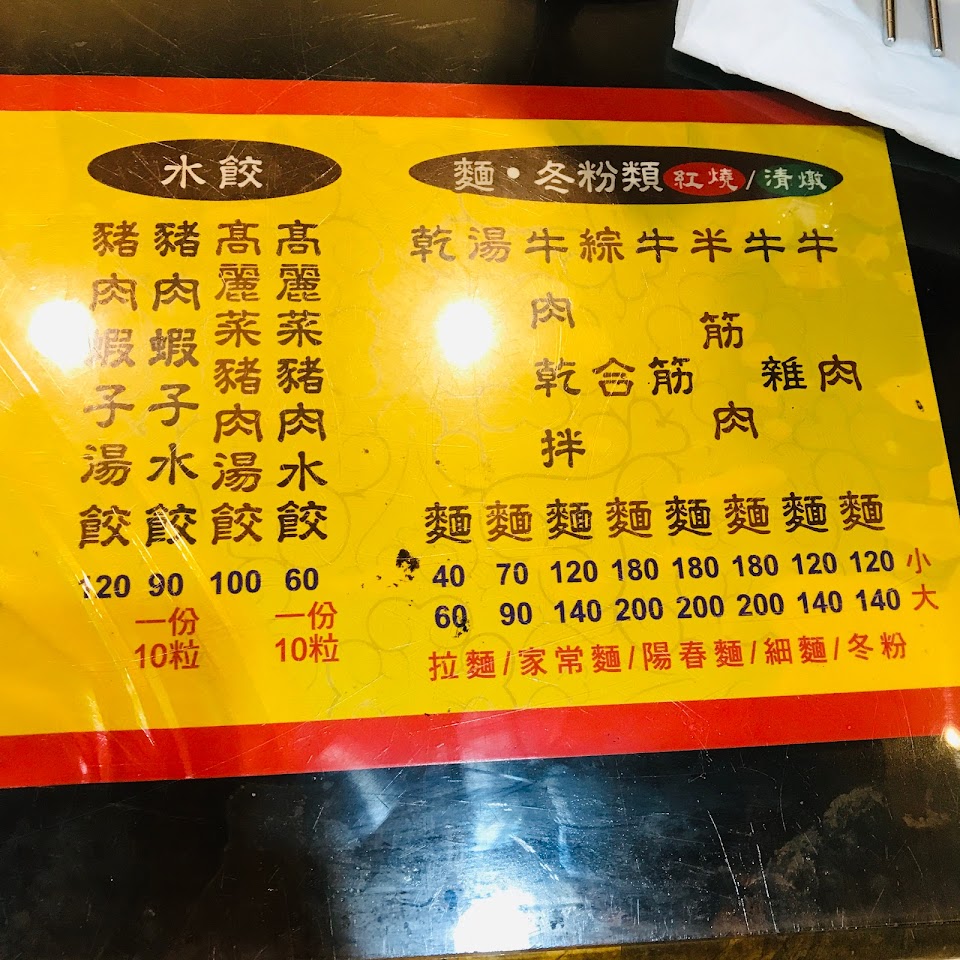 水餃
高麗菜豬肉水餃
60
高麗菜豬肉湯餃
100
一份
10粒
豬肉蝦子水餃
90
豬肉蝦子湯餃
120
一份
10粒
麵・冬粉類 紅燒/清燉
牛肉麵
120
140
牛雜麵
120
140
半筋肉麵
180
200
牛筋麵
180
200
綜合麵
180
200
牛肉乾拌麵
120
140
湯麵
70
90
乾麵
40
60
小
大
拉麵/家常麵/陽春麵/細麵/冬粉